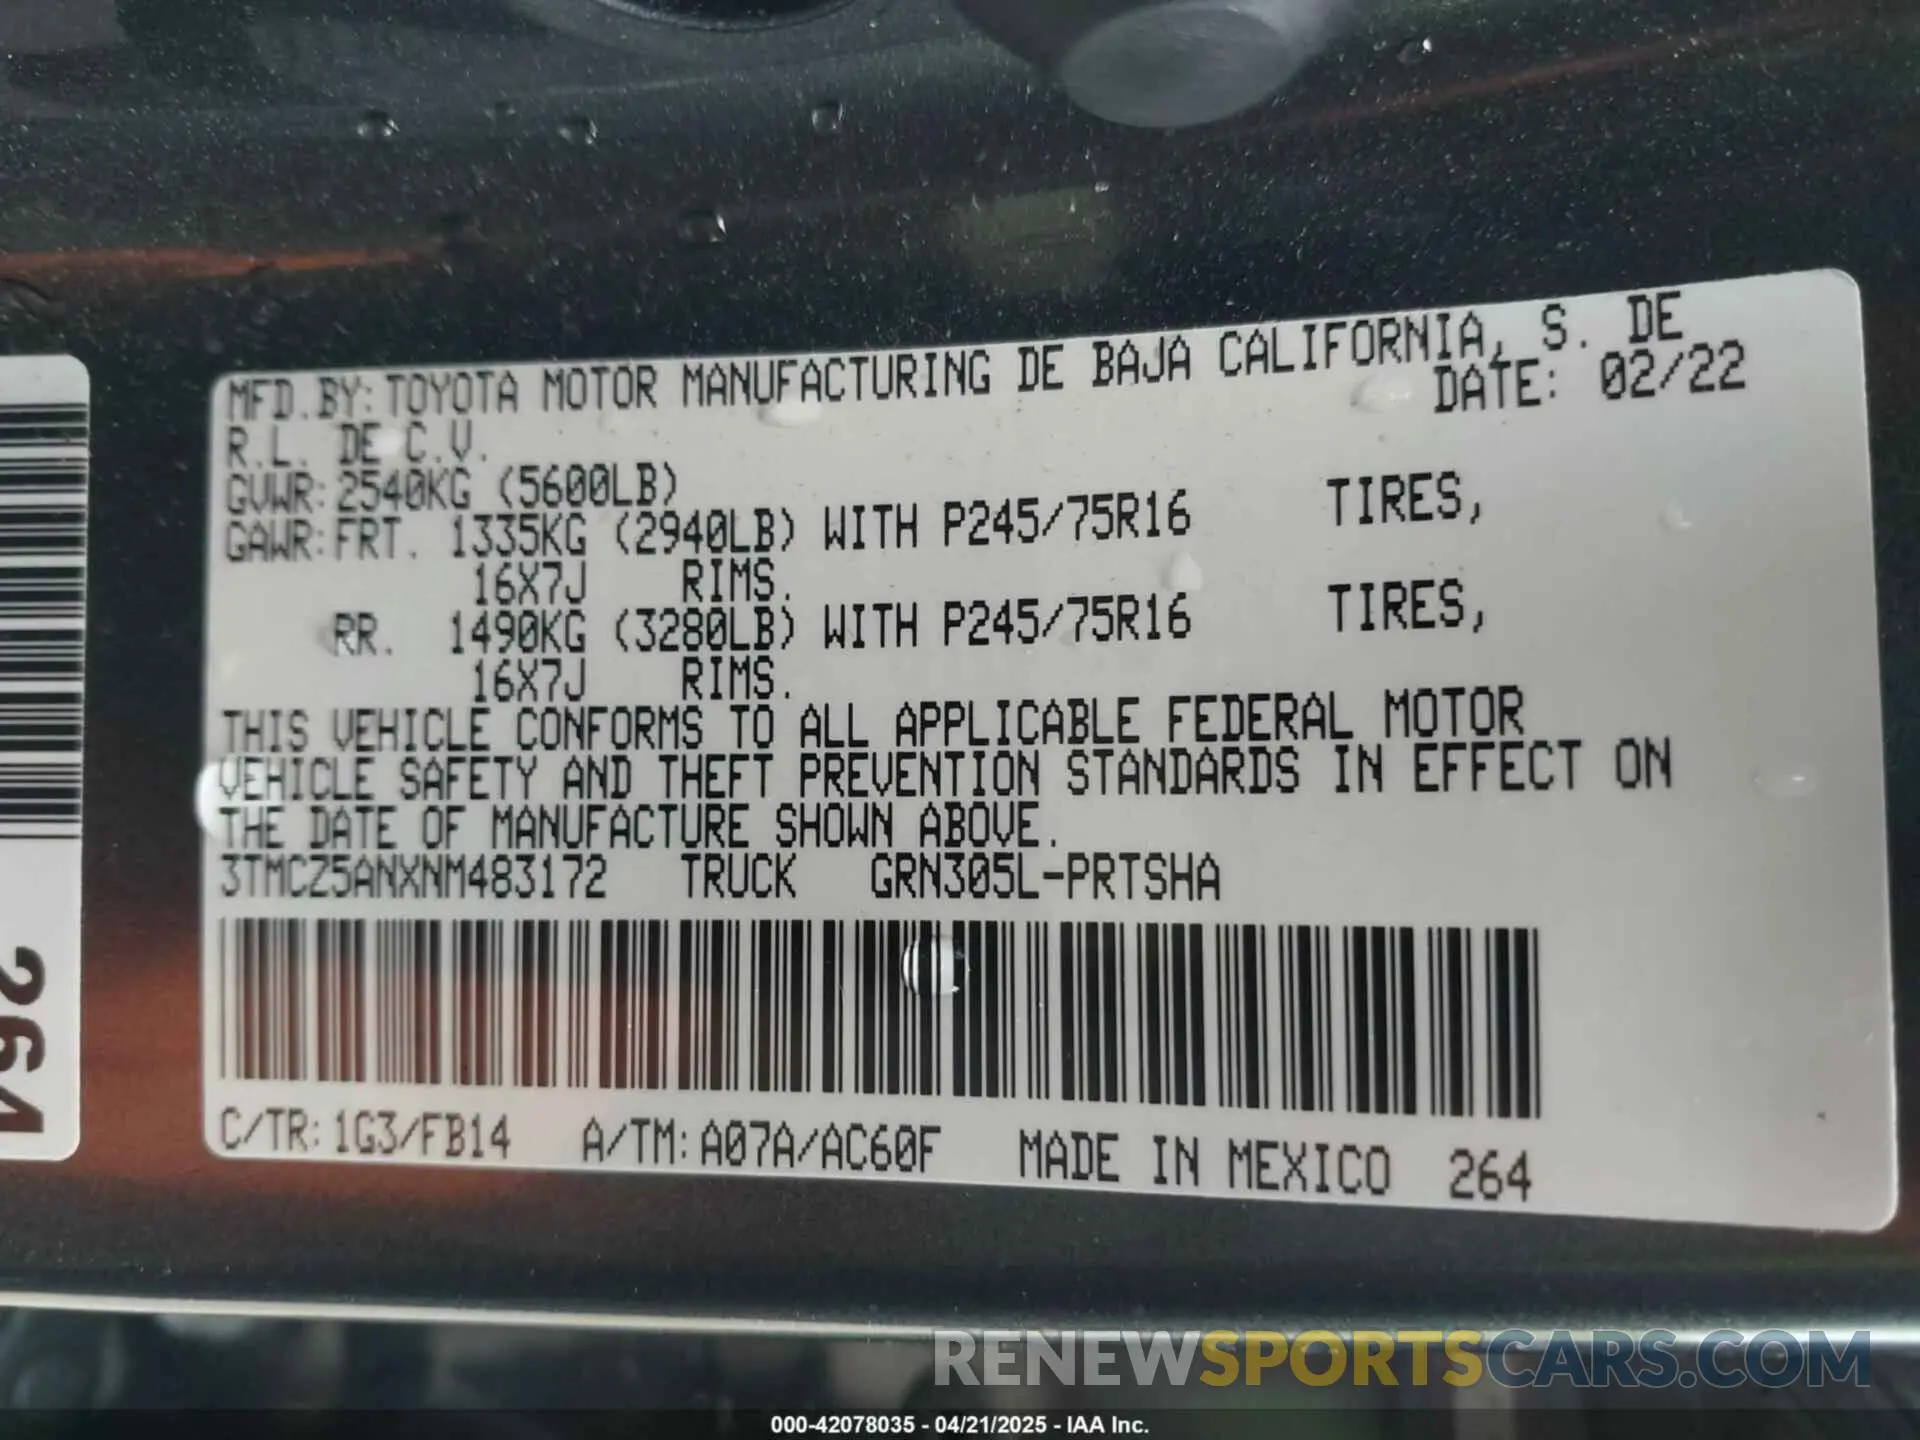 MFD.BY:TOYOTA MOTOR MANUFACTURING DE BAJA CALIFORNIA, S. DE
R.L. DE C.V.
DATE: 02/22
GVWR:2540KG (5600LB)
GAWR:FRT. 1335KG (2940LB) WITH P245/75R16 TIRES,
16X7J RIMS.
RR. 1490KG (3280LB) WITH P245/75R16 TIRES,
16X7J RIMS.
THIS VEHICLE CONFORMS TO ALL APPLICABLE FEDERAL MOTOR
VEHICLE SAFETY AND THEFT PREVENTION STANDARDS IN EFFECT ON
THE DATE OF MANUFACTURE SHOWN ABOVE.
3TMCZ5ANXNM483172 TRUCK GRN305L-PRTSHA
C/TR:1G3/FB14 A/TM:A07A/AC60F MADE IN MEXICO 264
264
RENEWSPORTSCARS.COM
000-42078035 - 04/21/2025 - IAA Inc.